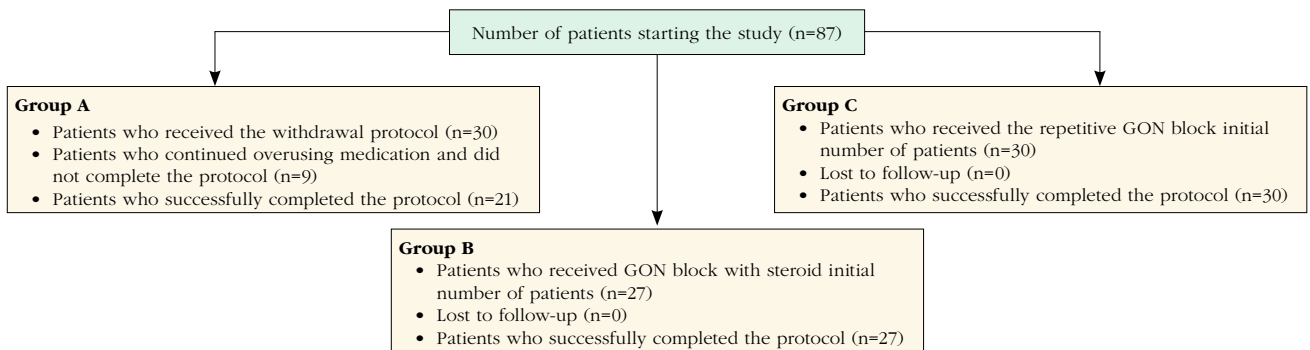 Number of patients starting the study (n=87)
Group A
• Patients who received the withdrawal protocol (n=30)
• Patients who continued overusing medication and did
not complete the protocol (n=9)
• Patients who successfully completed the protocol (n=21)
Group C
• Patients who received the repetitive GON block initial
number of patients (n=30)
• Lost to follow-up (n=0)
• Patients who successfully completed the protocol (n=30)
Group B
• Patients who received GON block with steroid initial
number of patients (n=27)
• Lost to follow-up (n=0)
• Patients who successfully completed the protocol (n=27)